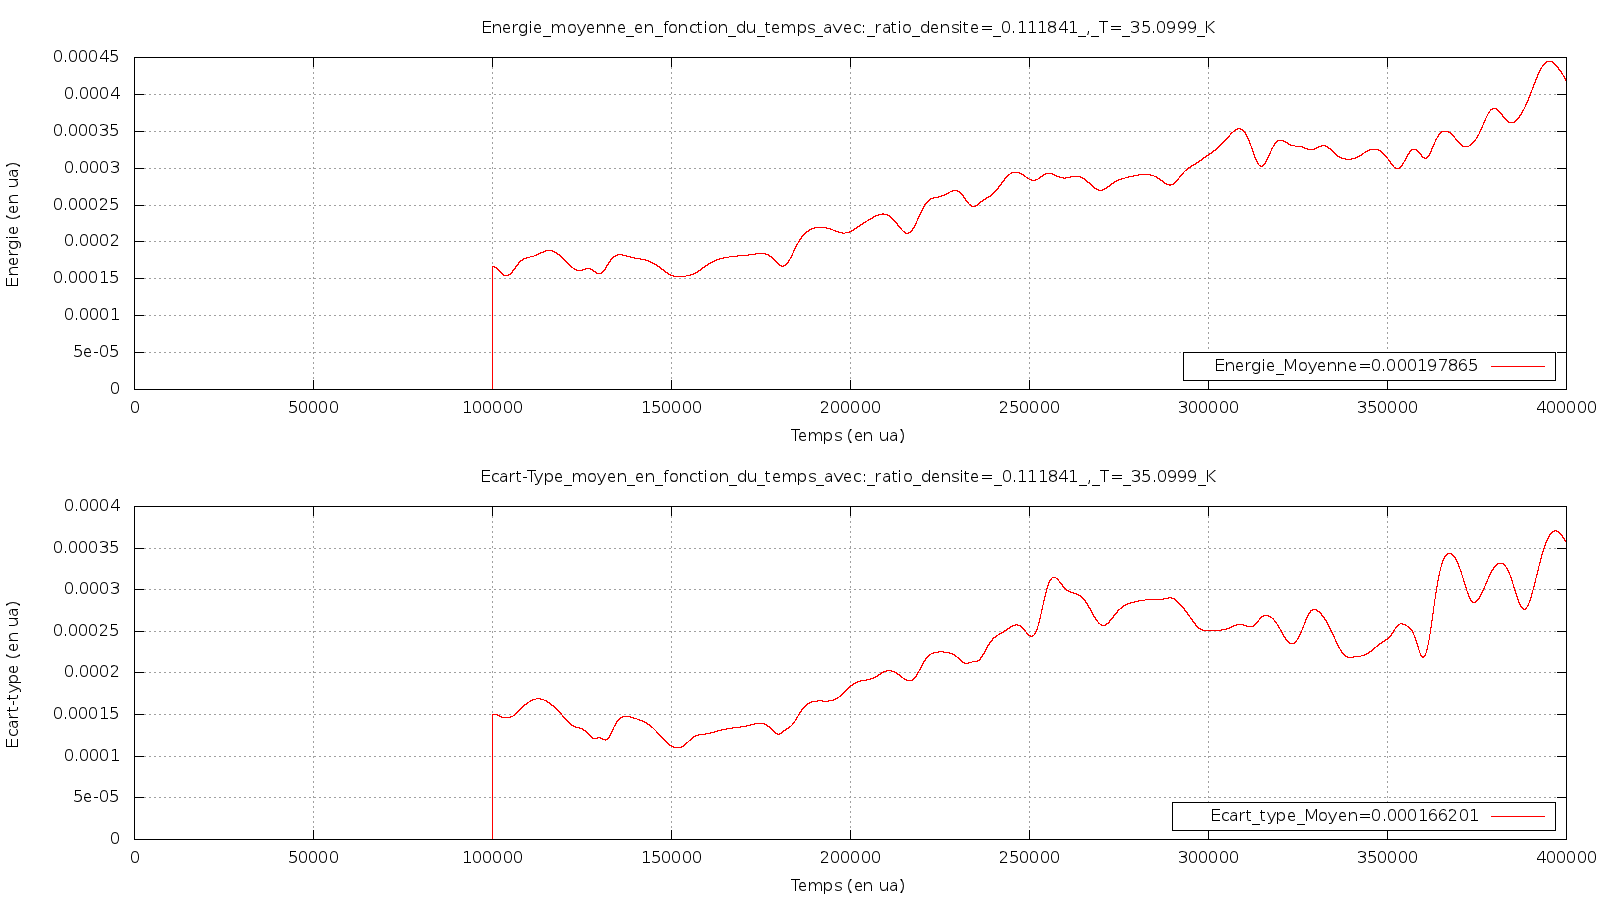 Energie_moyenne_en_fonction_du_temps_avec:_ratio_densite=_0.111841_,_T=_35.0999_K
0.00045
0.0004
0.00035
0.0003
0.00025
0.0002
0.00015
0.0001
5e-05
0
Energie (en ua)
Energie_Moyenne=0.000197865
0 50000 100000 150000 200000 250000 300000 350000 400000
Temps (en ua)
Ecart-Type_moyen_en_fonction_du_temps_avec:_ratio_densite=_0.111841_,_T=_35.0999_K
0.0004
0.00035
0.0003
0.00025
0.0002
0.00015
0.0001
5e-05
0
Ecart-type (en ua)
Ecart_type_Moyen=0.000166201
0 50000 100000 150000 200000 250000 300000 350000 400000
Temps (en ua)